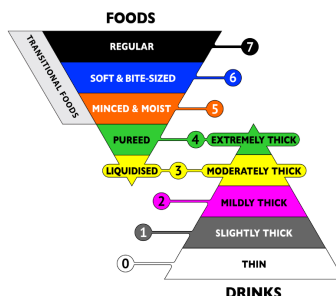 FOODS
TRANSITIONAL FOODS
REGULAR 7
SOFT & BITE-SIZED 6
MINCED & MOIST 5
PUREED 4 EXTREMELY THICK
LIQUIDISED 3 MODERATELY THICK
2 MILDLY THICK
1 SLIGHTLY THICK
0 THIN
DRINKS